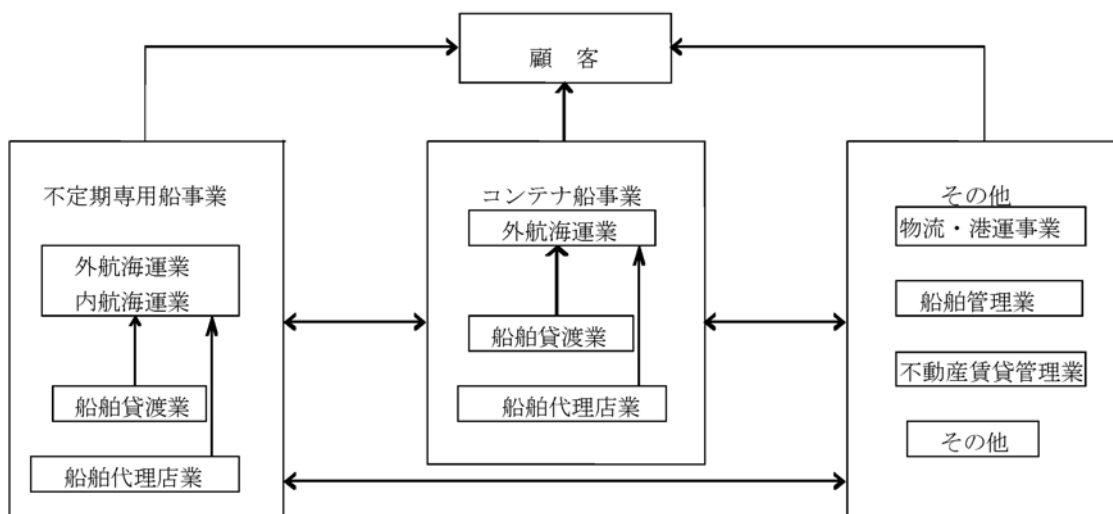 顧 客
不定期専用船事業
外航海運業
内航海運業
船舶貸渡業
船舶代理店業
コンテナ船事業
外航海運業
船舶貸渡業
船舶代理店業
その他
物流・港運事業
船舶管理業
不動産賃貸管理業
その他